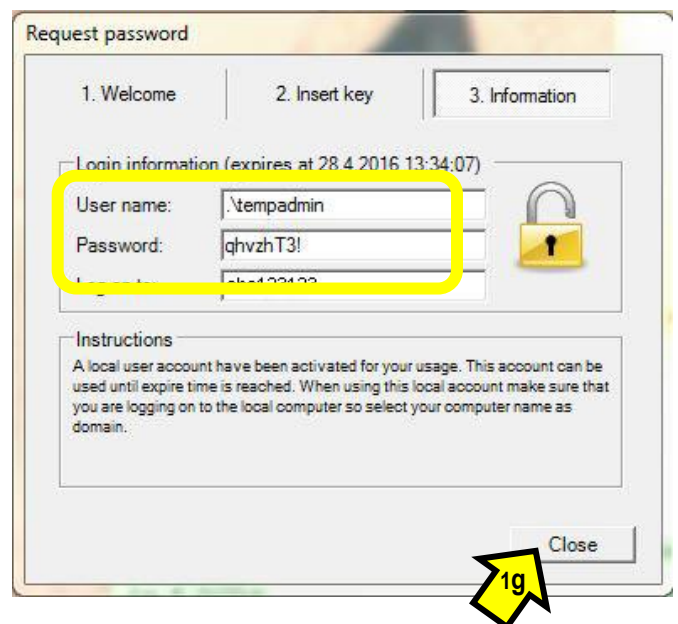 Request password
1. Welcome
2. Insert key
3. Information
Login information (expires at 28.4.2016 13:34:07)
User name: .\tempadmin
Password: qhvzhT3!
Instructions
A local user account have been activated for your usage. This account can be
used until expire time is reached. When using this local account make sure that
you are logging on to the local computer so select your computer name as
domain.
Close
1g